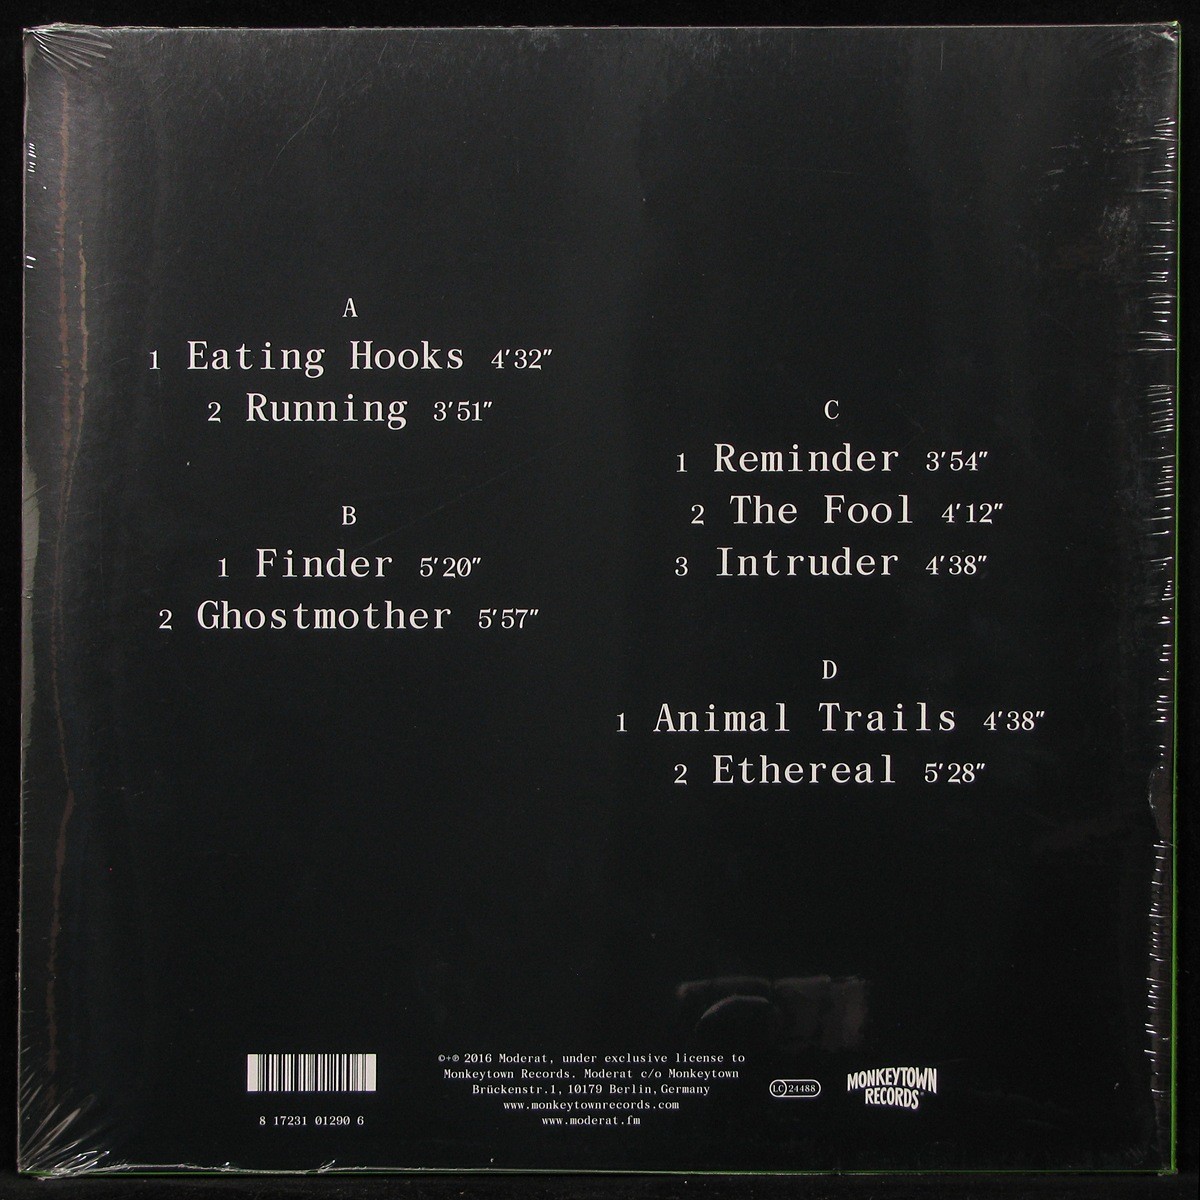 A
1 Eating Hooks 4'32"
2 Running 3'51"
B
1 Finder 5'20"
2 Ghostmother 5'57"
C
1 Reminder 3'54"
2 The Fool 4'12"
3 Intruder 4'38"
D
1 Animal Trails 4'38"
2 Ethereal 5'28"
8 17231 01290 6
©+℗ 2016 Moderat, under exclusive license to
Monkeytown Records. Moderat c/o Monkeytown
Brückenstr.1, 10179 Berlin, Germany
www.monkeytownrecords.com
www.moderat.fm
LC 24488
MONKEYTOWN
RECORDS